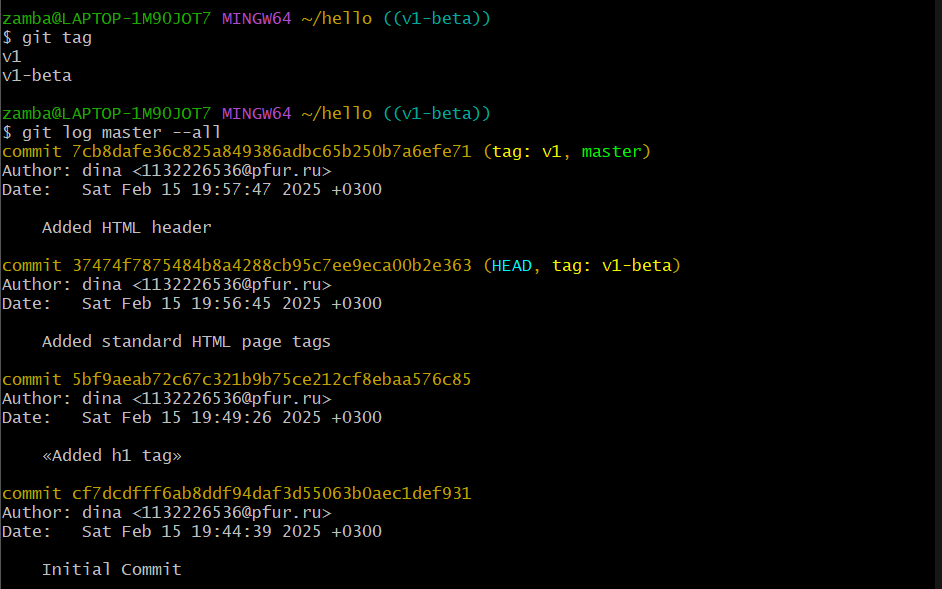 zamba@LAPTOP-1M9OJOT7 MINGW64 ~/hello ((v1-beta))
$ git tag
v1
v1-beta
zamba@LAPTOP-1M9OJOT7 MINGW64 ~/hello ((v1-beta))
$ git log master --all
commit 7cb8dafe36c825a849386adbc65b250b7a6efe71 (tag: v1, master)
Author: dina <1132226536@pfur.ru>
Date:   Sat Feb 15 19:57:47 2025 +0300
    Added HTML header
commit 37474f7875484b8a4288cb95c7ee9eca00b2e363 (HEAD, tag: v1-beta)
Author: dina <1132226536@pfur.ru>
Date:   Sat Feb 15 19:56:45 2025 +0300
    Added standard HTML page tags
commit 5bf9aeab72c67c321b9b75ce212cf8ebaa576c85
Author: dina <1132226536@pfur.ru>
Date:   Sat Feb 15 19:49:26 2025 +0300
    «Added h1 tag»
commit cf7dcdfff6ab8ddf94daf3d55063b0aec1def931
Author: dina <1132226536@pfur.ru>
Date:   Sat Feb 15 19:44:39 2025 +0300
    Initial Commit